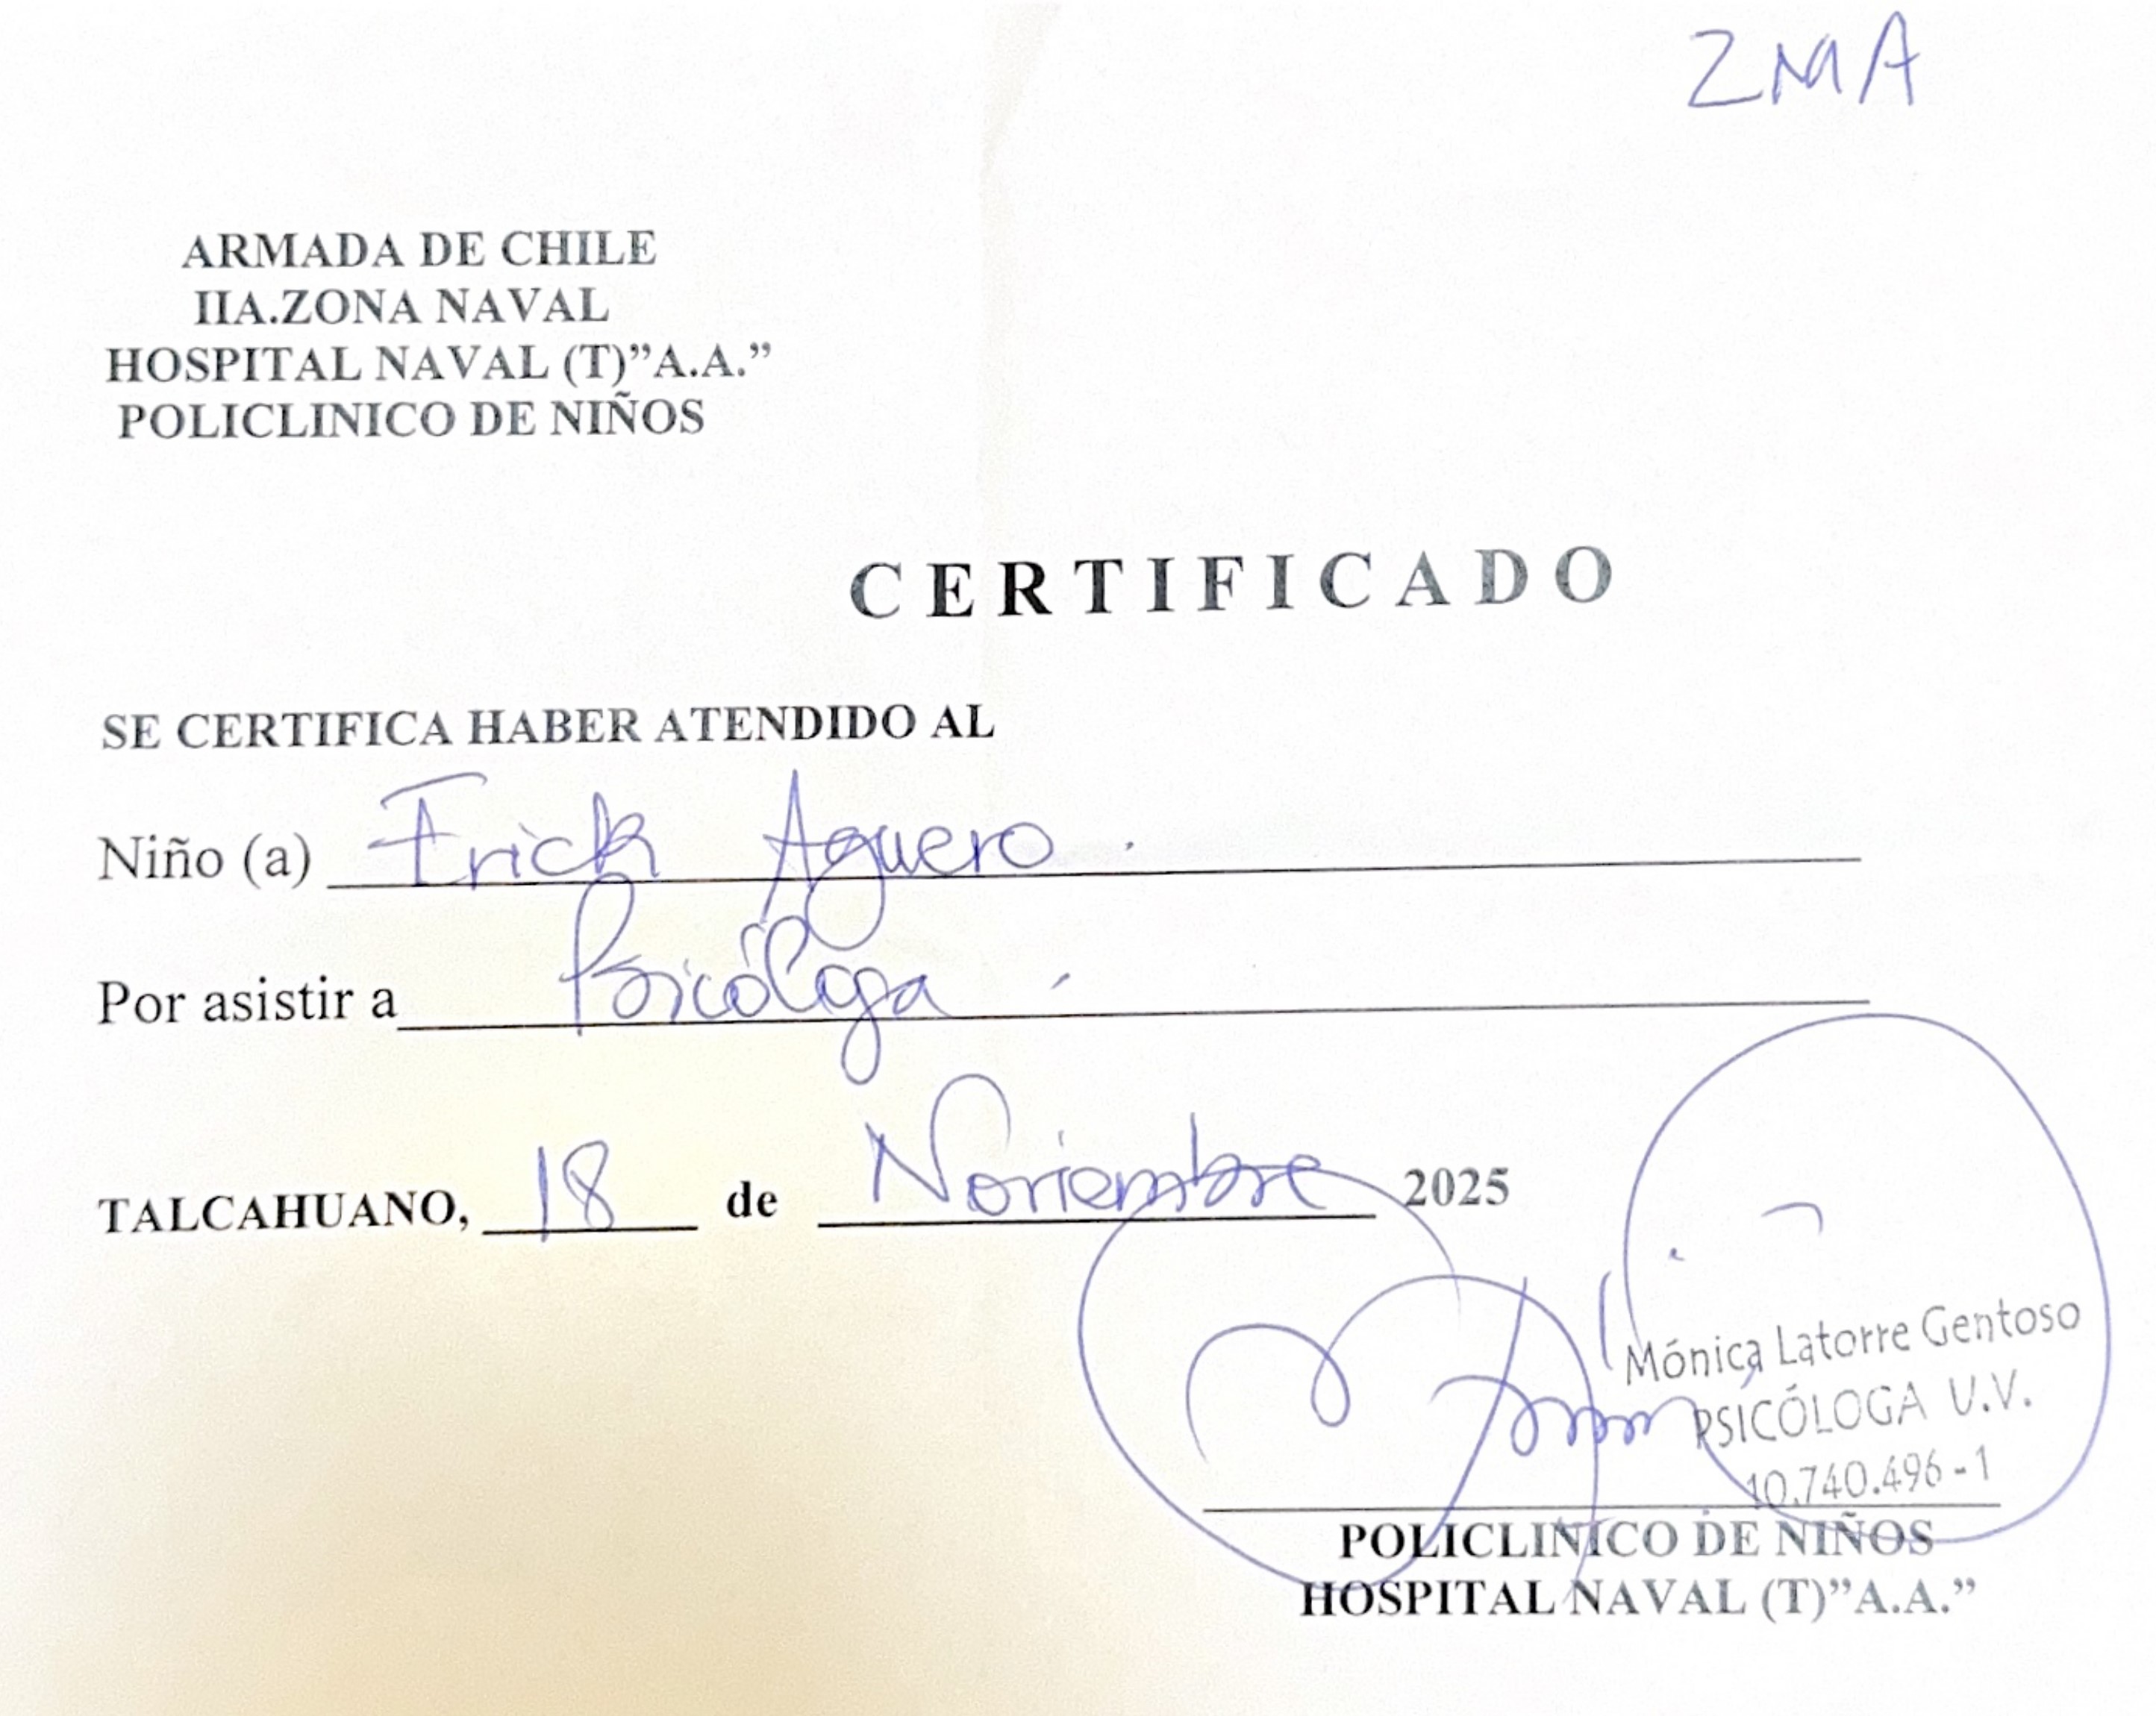 2MA
ARMADA DE CHILE
IIA.ZONA NAVAL
HOSPITAL NAVAL (T)”A.A.”
POLICLINICO DE NIÑOS
CERTIFICADO
SE CERTIFICA HABER ATENDIDO AL
Niño (a) Erick Aguero.
Por asistir a Psicóloga
TALCAHUANO, 18 de Noviembre 2025
Mónica Latorre Gentoso
PSICÓLOGA U.V.
10.740.496-1
POLICLINICO DE NIÑOS
HOSPITAL NAVAL (T)”A.A.”